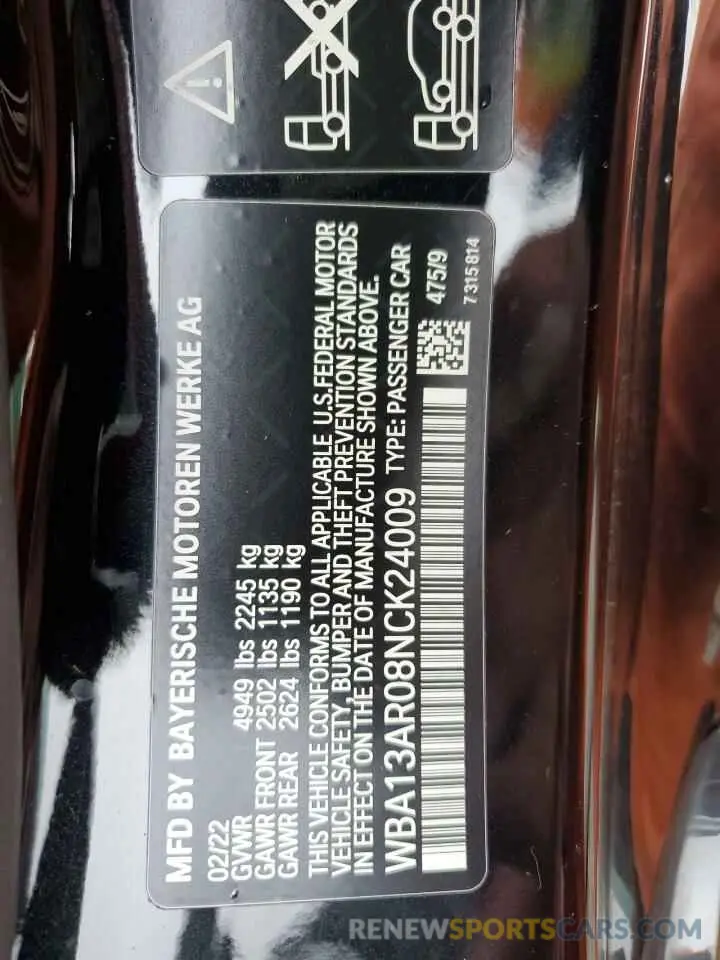 MFD BY BAYERISCHE MOTOREN WERKE AG
02/22
GVWR 4949 lbs 2245 kg
GAWR FRONT 2502 lbs 1135 kg
GAWR REAR 2624 lbs 1190 kg
THIS VEHICLE CONFORMS TO ALL APPLICABLE U.S.FEDERAL MOTOR
VEHICLE SAFETY, BUMPER AND THEFT PREVENTION STANDARDS
IN EFFECT ON THE DATE OF MANUFACTURE SHOWN ABOVE.
WBA13AR08NCK24009 TYPE: PASSENGER CAR
475/9
7 315 814
RENEWSPORTSCARS.COM